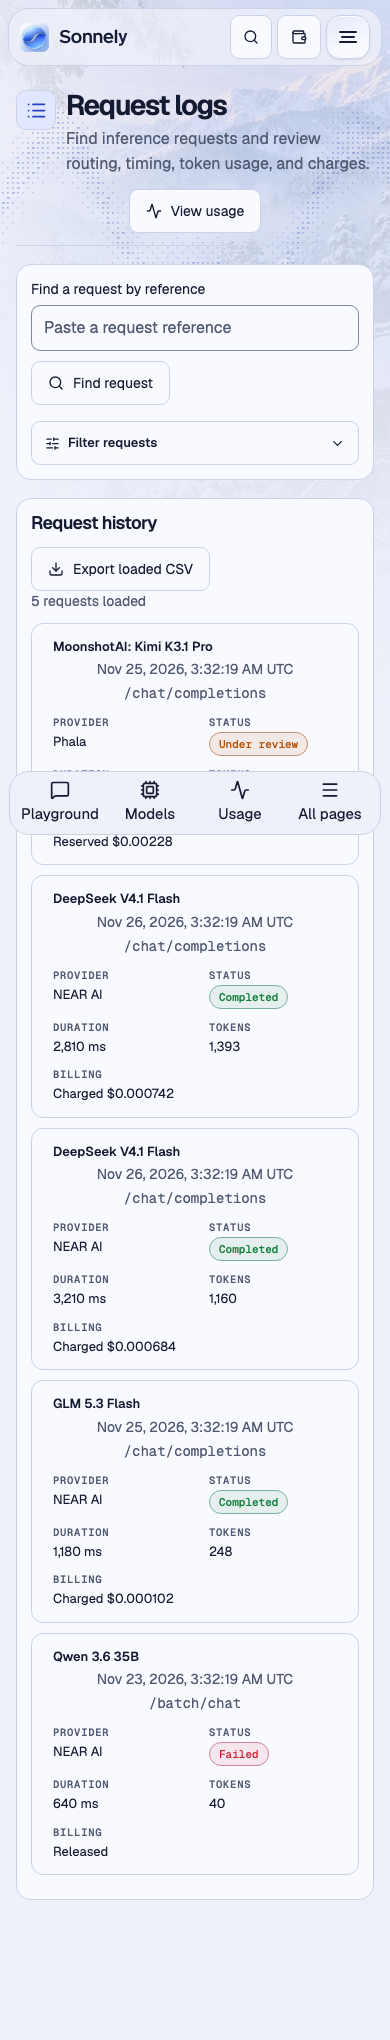 Sonnely
Request logs
Find inference requests and review
routing, timing, token usage, and charges.
View usage
Find a request by reference
Paste a request reference
Find request
Filter requests
Request history
Export loaded CSV
5 requests loaded
MoonshotAI: Kimi K3.1 Pro
Nov 25, 2026, 3:32:19 AM UTC
/chat/completions
PROVIDER STATUS
Phala Under review
Playground Models Usage All pages
Reserved $0.00228
DeepSeek V4.1 Flash
Nov 26, 2026, 3:32:19 AM UTC
/chat/completions
PROVIDER STATUS
NEAR AI Completed
DURATION TOKENS
2,810 ms 1,393
BILLING
Charged $0.000742
DeepSeek V4.1 Flash
Nov 26, 2026, 3:32:19 AM UTC
/chat/completions
PROVIDER STATUS
NEAR AI Completed
DURATION TOKENS
3,210 ms 1,160
BILLING
Charged $0.000684
GLM 5.3 Flash
Nov 25, 2026, 3:32:19 AM UTC
/chat/completions
PROVIDER STATUS
NEAR AI Completed
DURATION TOKENS
1,180 ms 248
BILLING
Charged $0.000102
Qwen 3.6 35B
Nov 23, 2026, 3:32:19 AM UTC
/batch/chat
PROVIDER STATUS
NEAR AI Failed
DURATION TOKENS
640 ms 40
BILLING
Released